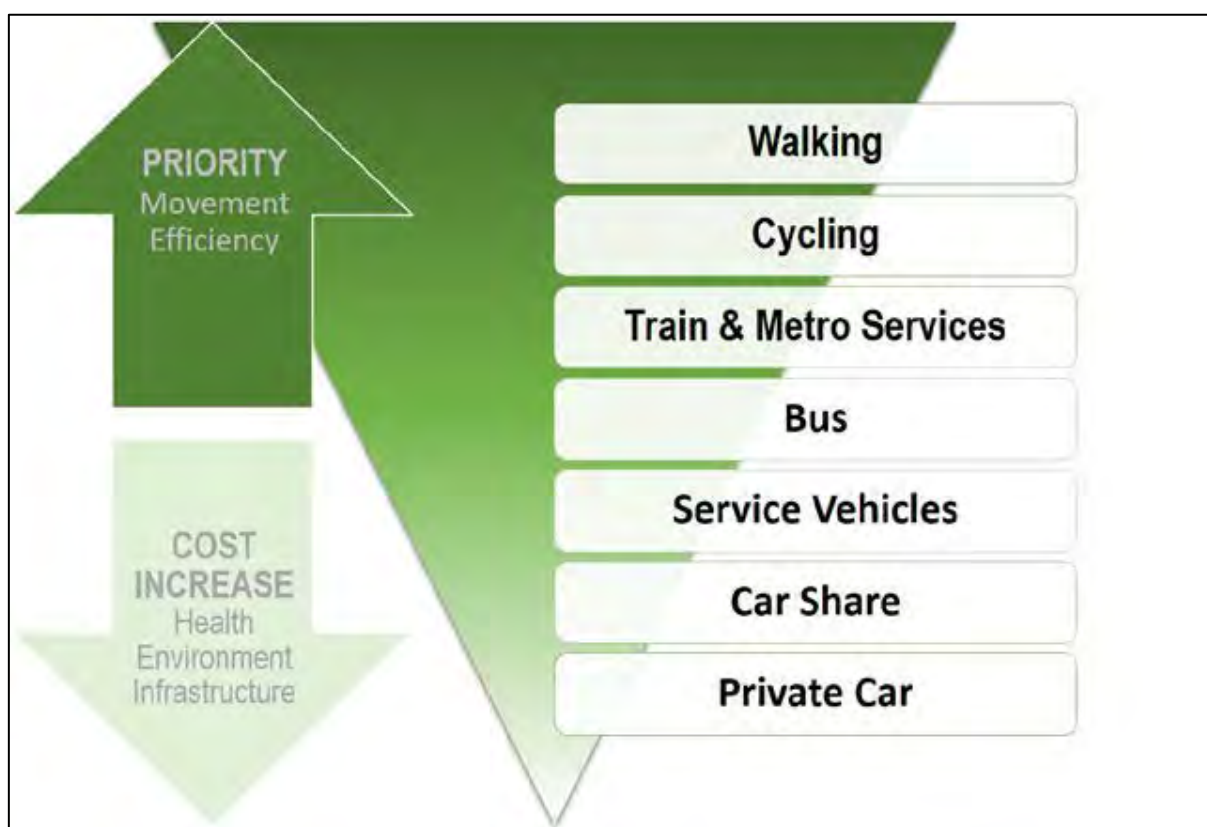 PRIORITY
Movement
Efficiency
COST
INCREASE
Health
Environment
Infrastructure
Walking
Cycling
Train & Metro Services
Bus
Service Vehicles
Car Share
Private Car